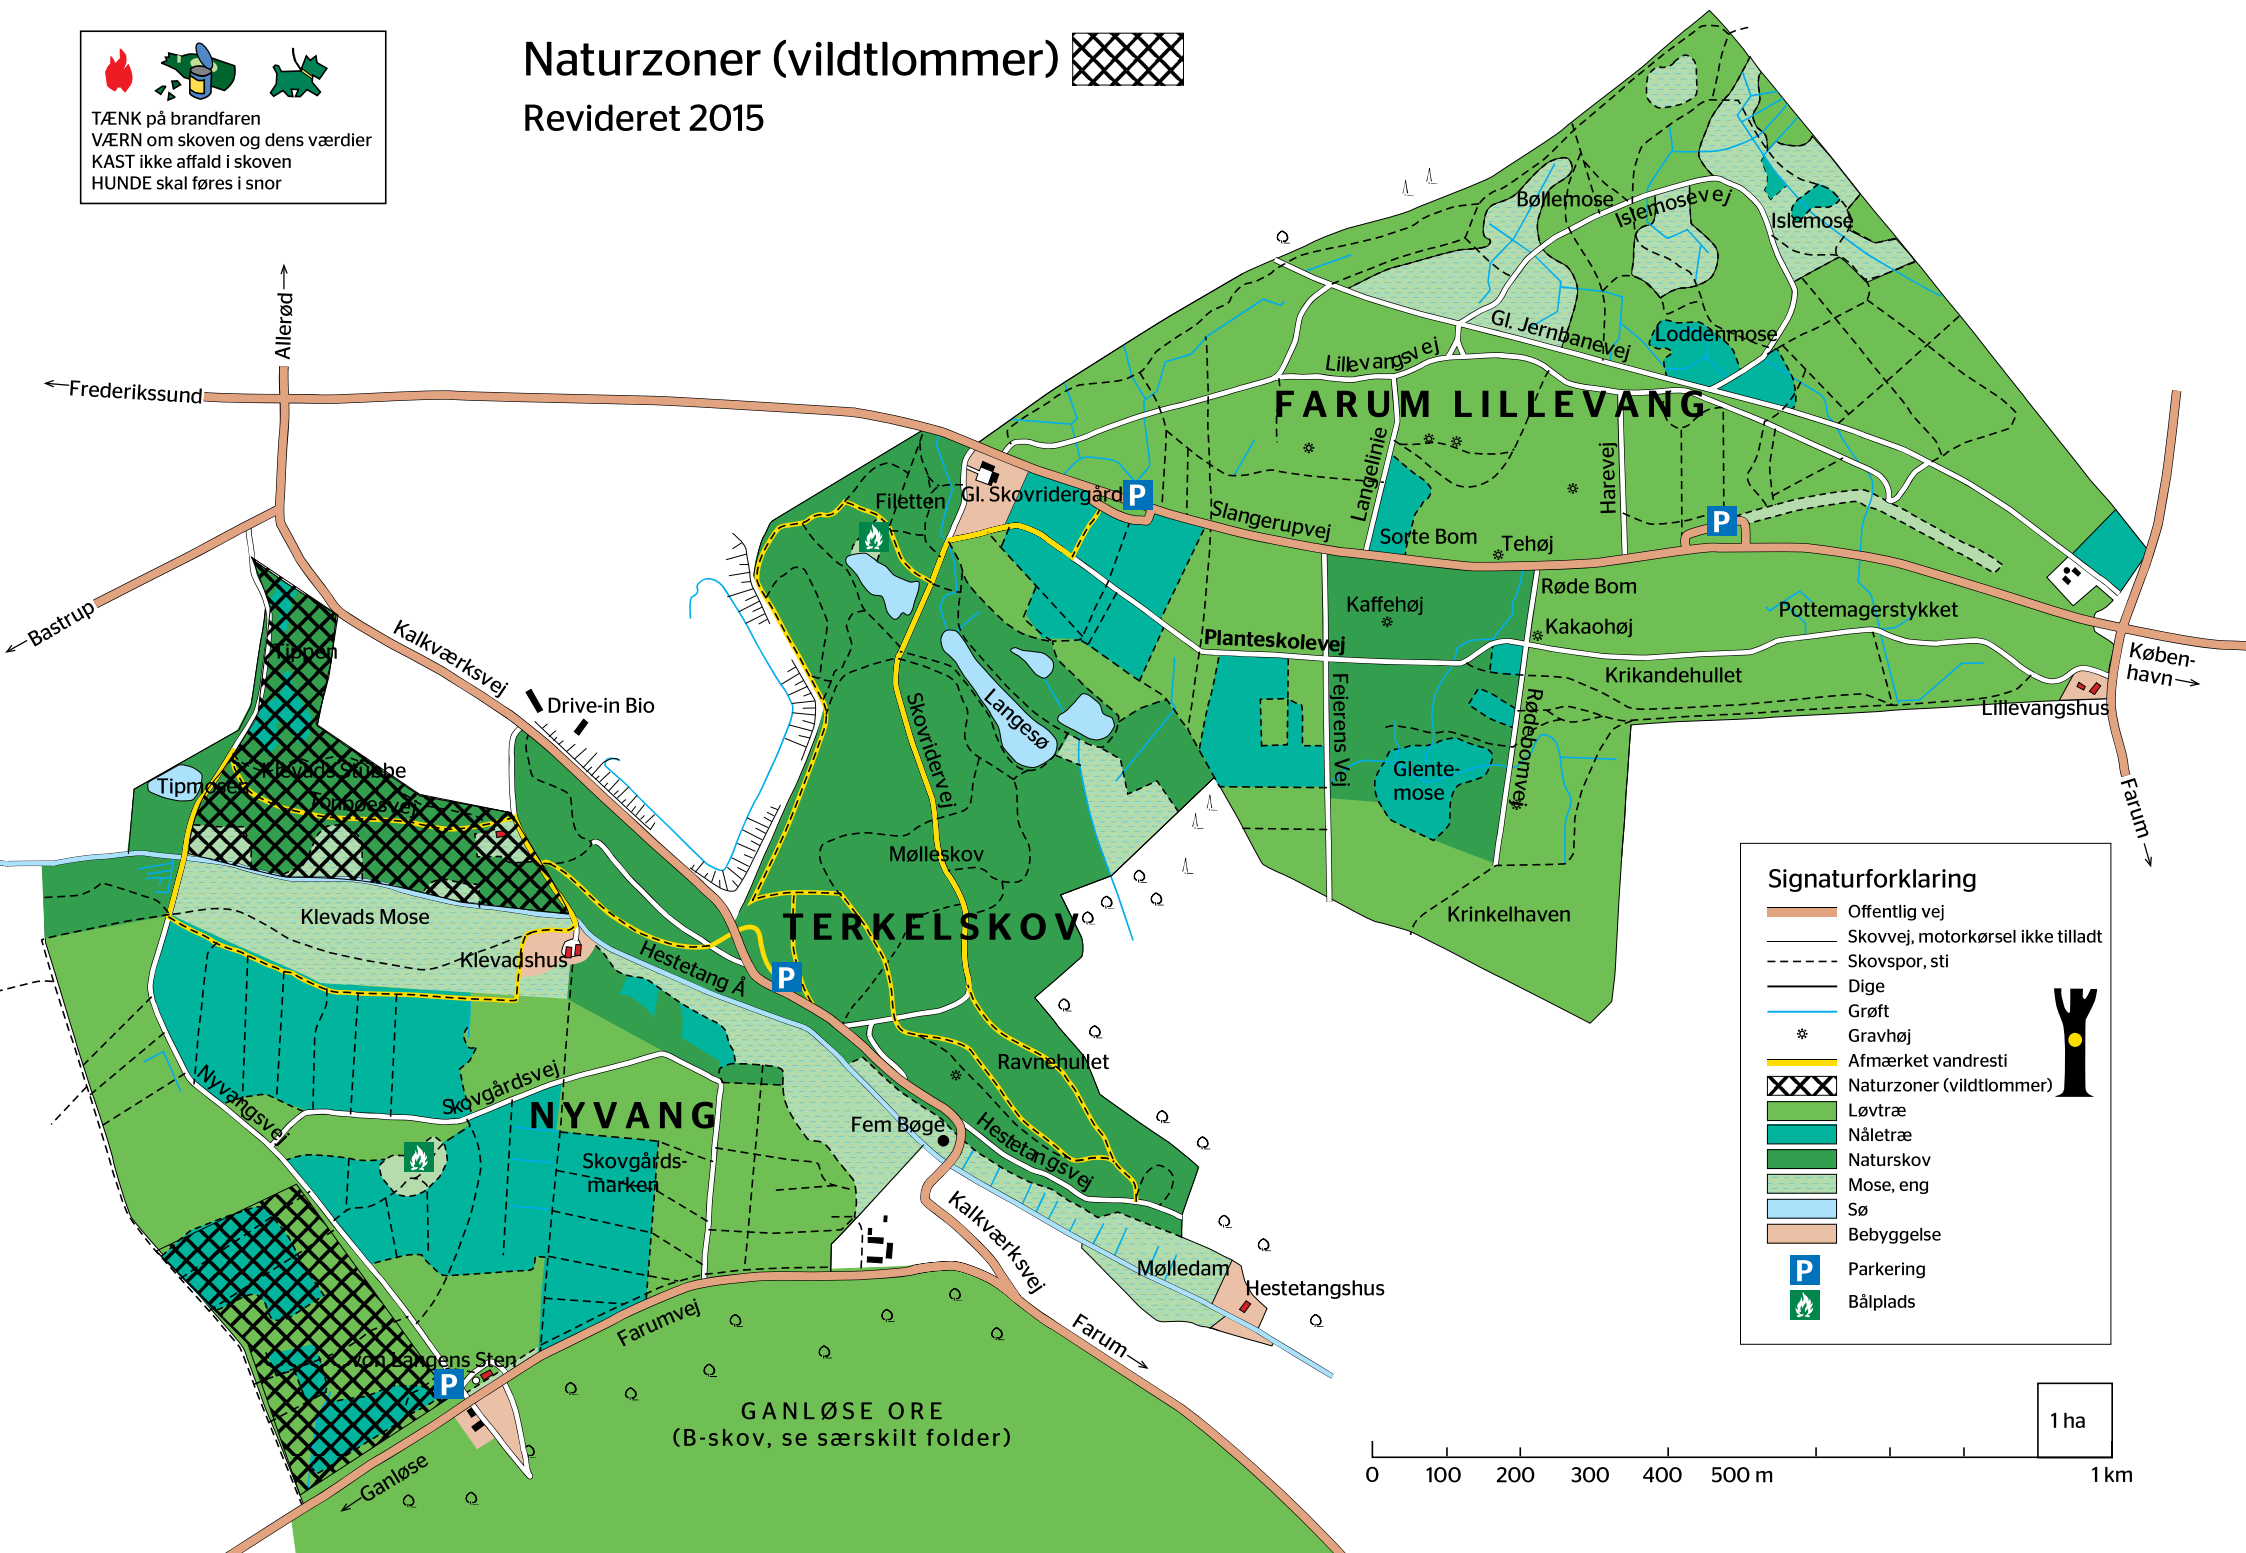 TÆNK på brandfaren
VÆRN om skoven og dens værdier
KAST ikke affald i skoven
HUNDE skal føres i snor
Naturzoner (vildtlommer)
Revideret 2015
Allerød
Frederikssund
Bastrup
Kalkværksvej
Drive-in Bio
Tippen
Klevads Stubbe
Tipmosen
Tonbøesvej
Klevads Mose
Klevadshus
Hestetang Å
Nyvangsvej
Skovgårdsvej
NYVANG
Skovgårds-
marken
von Langens Sten
P
Ganløse
Farumvej
GANLØSE ORE
(B-skov, se særskilt folder)
Filetten
Gl. Skovridergård
P
Skovridervej
Langesø
Mølleskov
TERKELSKOV
P
Ravnehullet
Fem Bøge
Hestetangsvej
Kalkværksvej
Mølledam
Hestetangshus
Farum
Bøllemose
Islemosevej
Islemose
Gl. Jernbanevej
Loddenmose
Lillevangsvej
FARUM LILLEVANG
Langelinie
Harevej
Slangerupvej
Sorte Bom
Tehøj
P
Røde Bom
Kaffehøj
Kakaohøj
Pottemagerstykket
Planteskolevej
Krikandehullet
Fejerens Vej
Rødebomvej
Glente-
mose
Krinkelhaven
Køben-
havn
Lillevangshus
Farum
Signaturforklaring
Offentlig vej
Skovvej, motorkørsel ikke tilladt
Skovspor, sti
Dige
Grøft
Gravhøj
Afmærket vandresti
Naturzoner (vildtlommer)
Løvtræ
Nåletræ
Naturskov
Mose, eng
Sø
Bebyggelse
P Parkering
Bålplads
1 ha
0 100 200 300 400 500 m 1 km